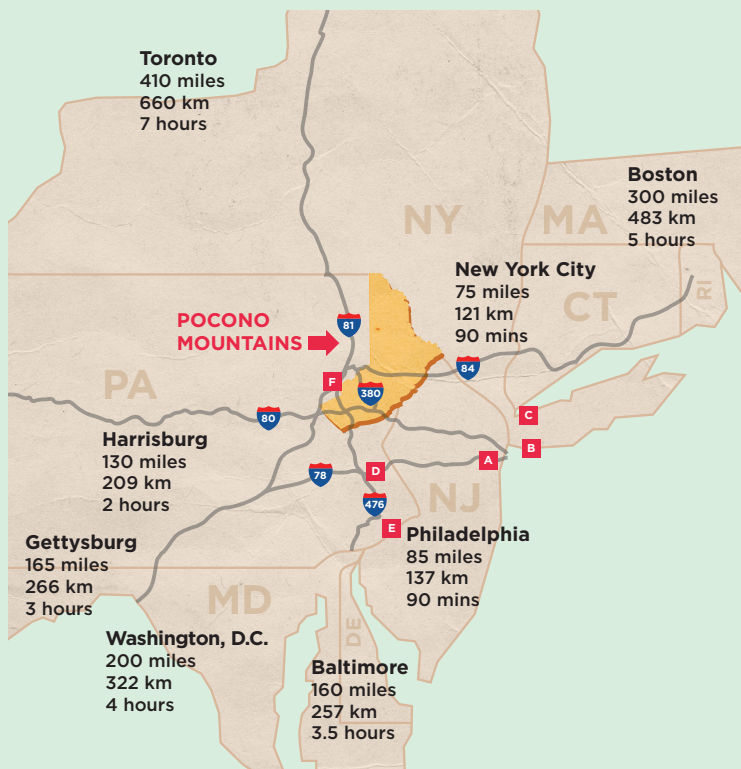 Toronto
410 miles
660 km
7 hours
NY
MA
Boston
300 miles
483 km
5 hours
New York City
75 miles
121 km
90 mins
CT
RI
POCONO
MOUNTAINS
81
84
PA
F
380
80
C
B
A
Harrisburg
130 miles
209 km
2 hours
78
D
476
NJ
E
Gettysburg
165 miles
266 km
3 hours
Philadelphia
85 miles
137 km
90 mins
MD
DE
Washington, D.C.
200 miles
322 km
4 hours
Baltimore
160 miles
257 km
3.5 hours